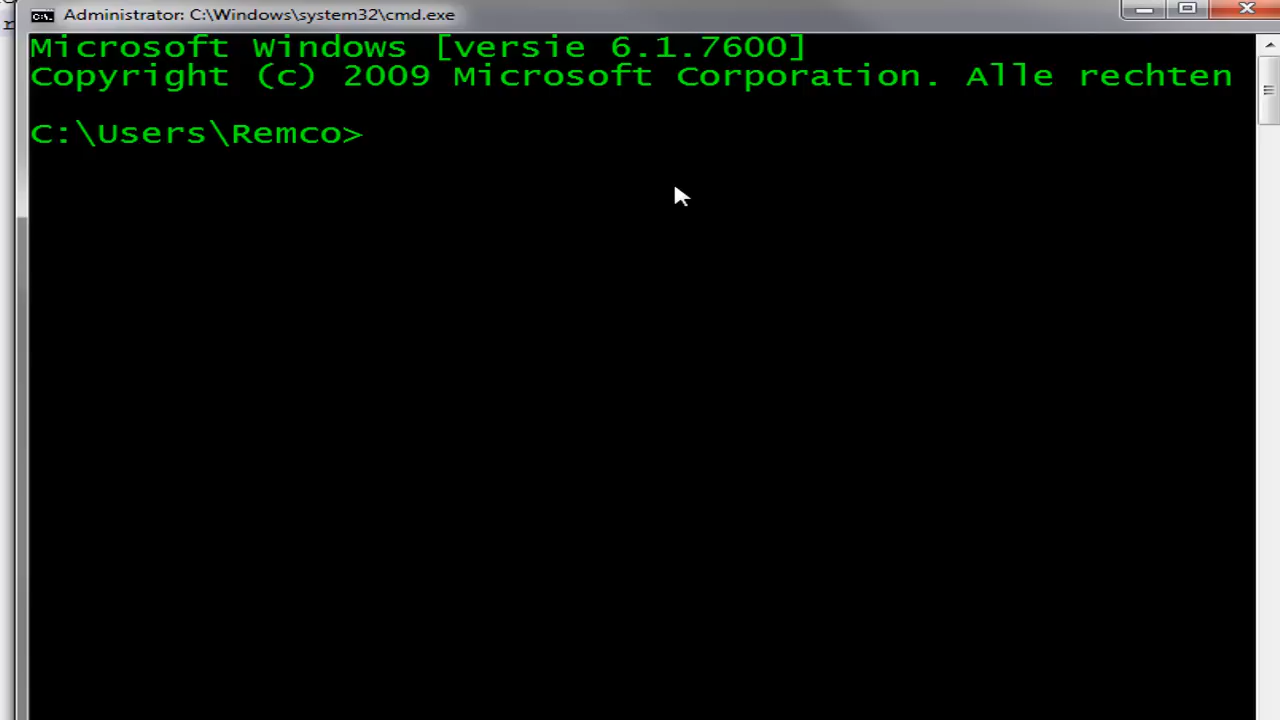 Administrator: C:\Windows\system32\cmd.exe
Microsoft Windows [versie 6.1.7600]
Copyright (c) 2009 Microsoft Corporation. Alle rechten
C:\Users\Remco>